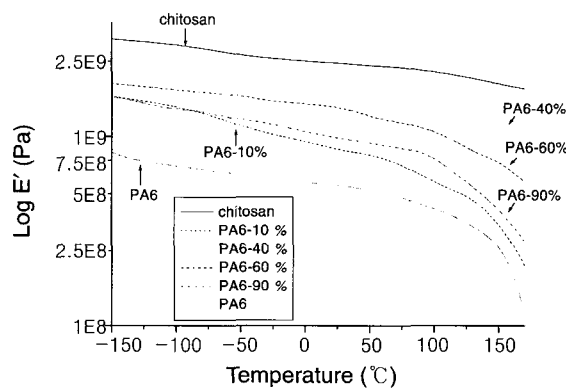 chitosan
2.5E9
1E9
7.5E8
5E8
2.5E8
1E8
Log E′ (Pa)
PA6-40%
PA6-60%
PA6-10%
PA6-90%
PA6
chitosan
PA6-10 %
PA6-40 %
PA6-60 %
PA6-90 %
PA6
-150 -100 -50 0 50 100 150
Temperature (℃)